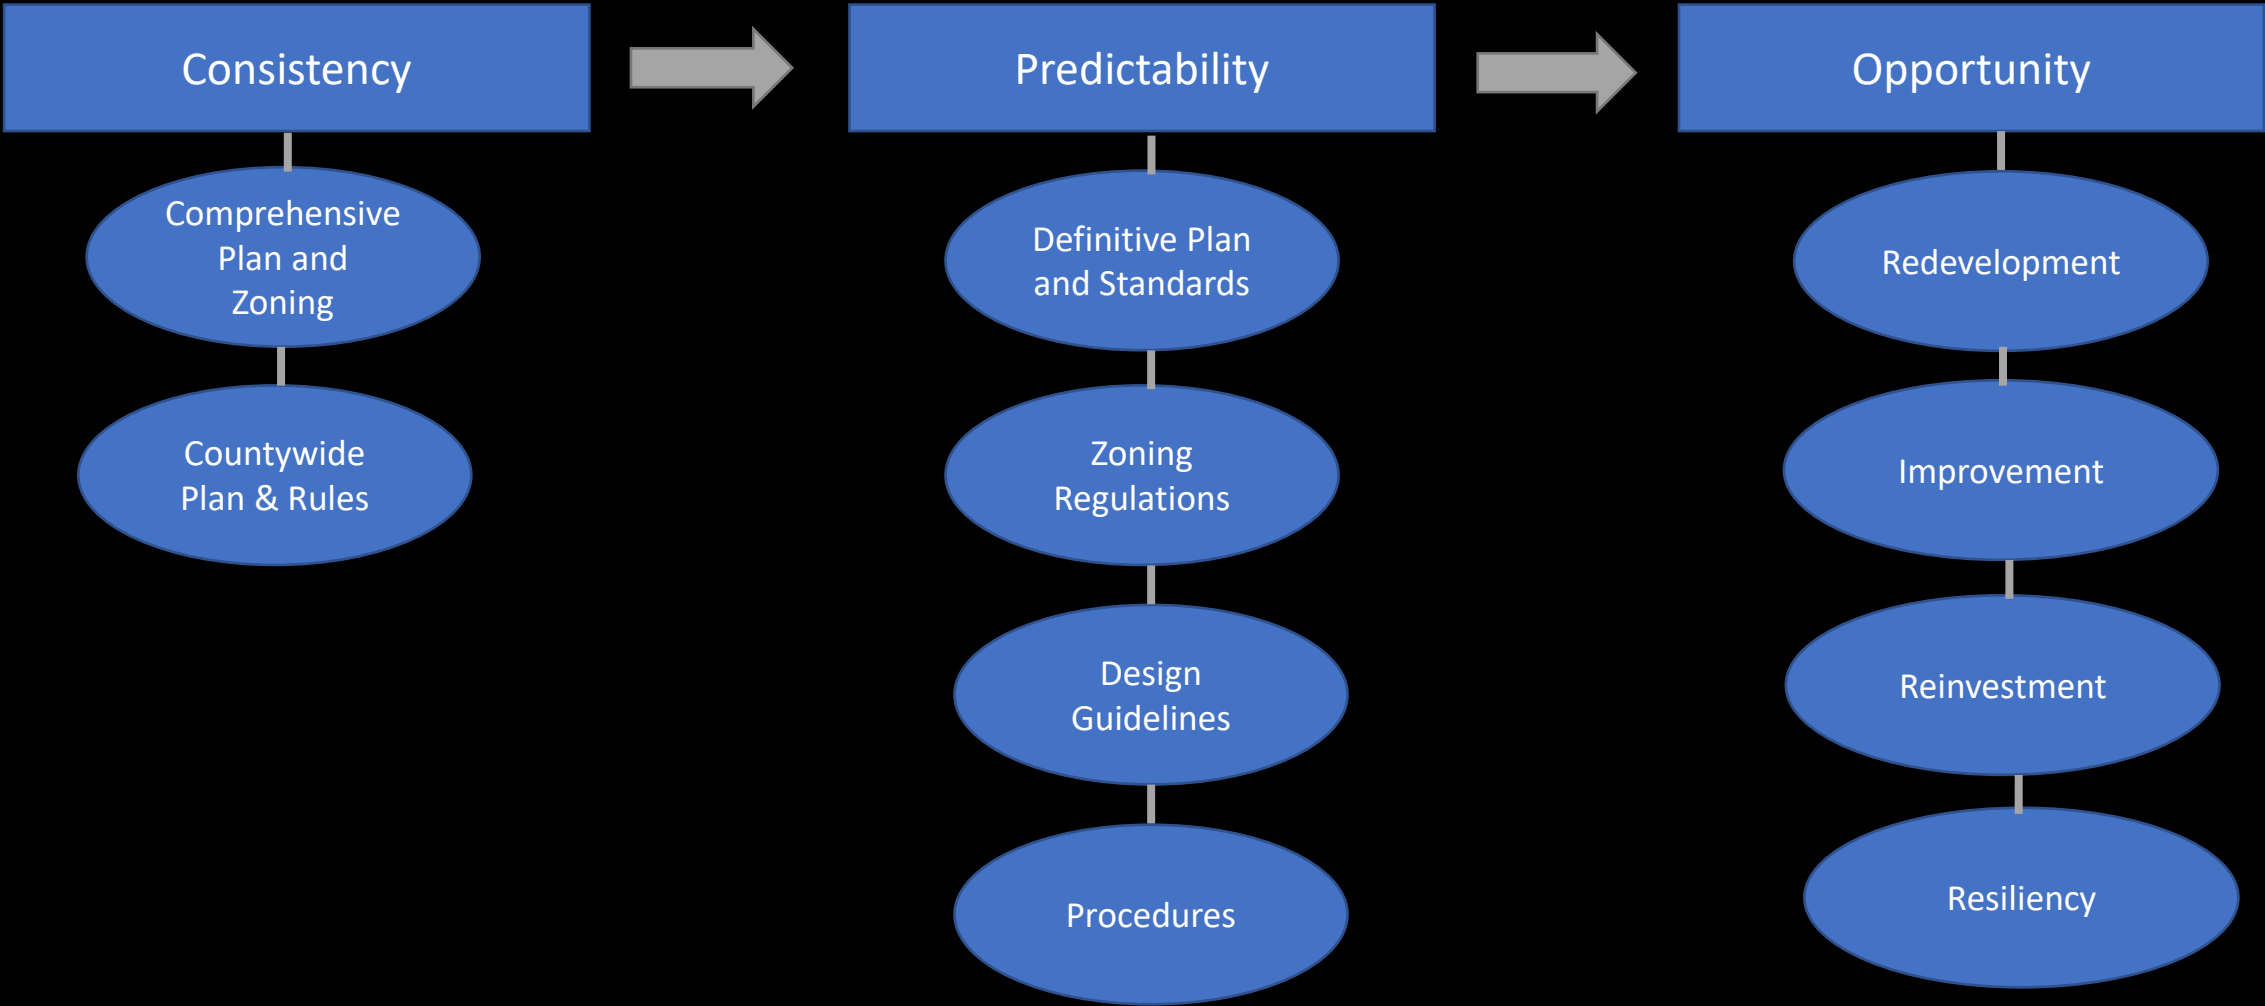 Consistency
Comprehensive
Plan and
Zoning
Countywide
Plan & Rules
Predictability
Definitive Plan
and Standards
Zoning
Regulations
Design
Guidelines
Procedures
Opportunity
Redevelopment
Improvement
Reinvestment
Resiliency